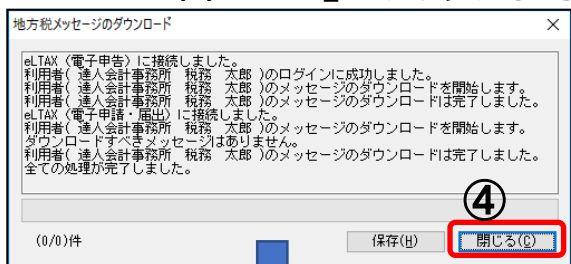 地方税メッセージのダウンロード
eLTAX（電子申告）に接続しました。
利用者( 達人会計事務所　税務　太郎 )のログインに成功しました。
利用者( 達人会計事務所　税務　太郎 )のメッセージのダウンロードを開始します。
利用者( 達人会計事務所　税務　太郎 )のメッセージのダウンロードは完了しました。
eLTAX（電子申請・届出）に接続しました。
利用者( 達人会計事務所　税務　太郎 )のメッセージのダウンロードを開始します。
ダウンロードすべきメッセージはありません。
利用者( 達人会計事務所　税務　太郎 )のメッセージのダウンロードは完了しました。
全ての処理が完了しました。
④
(0/0)件 保存(H) 閉じる(C)